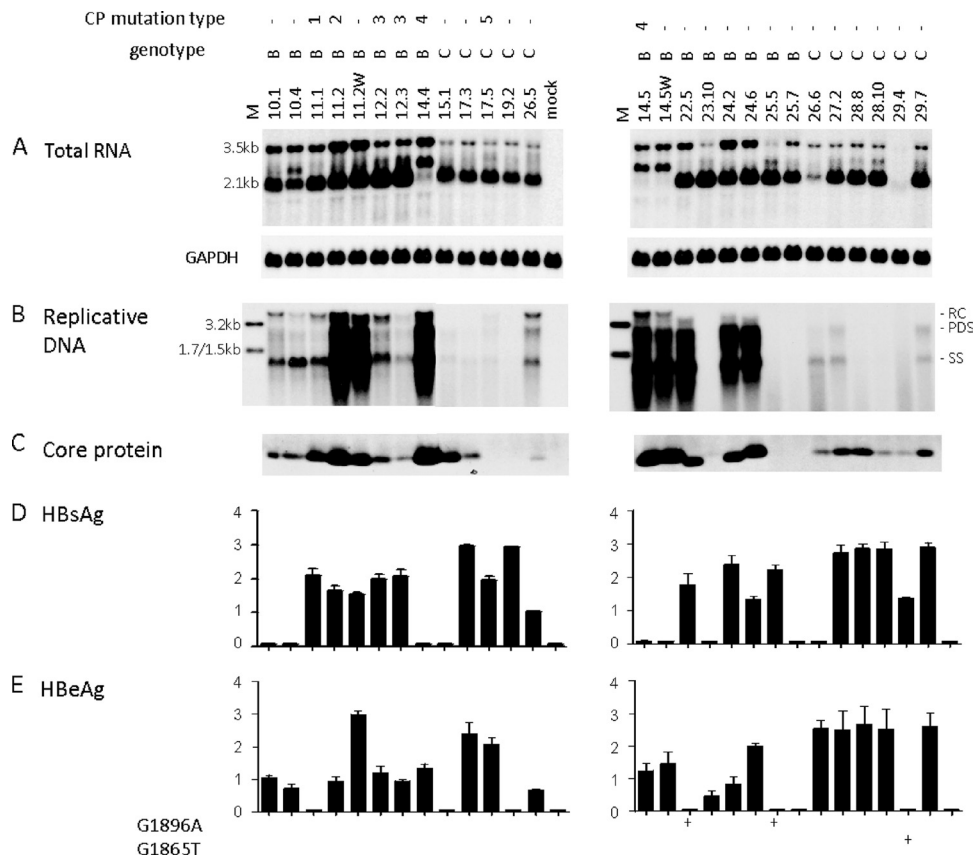 CP mutation type - - 1 2 - 3 3 4 - - 5 - - 4 - - - - - - - - - - - - -
genotype B B B B B B B B C C C C C B B B B B B B B C C C C C C
M 10.1 10.4 11.1 11.2 11.2W 12.2 12.3 14.4 15.1 17.3 17.5 19.2 26.5 mock M 14.5 14.5W 22.5 23.10 24.2 24.6 25.5 25.7 26.6 27.2 28.8 28.10 29.4 29.7
A Total RNA 3.5kb
2.1kb
GAPDH
B Replicative DNA 3.2kb
1.7/1.5kb
- RC
- PDS
- SS
C Core protein
D HBsAg
4 4
3 3
2 2
1 1
0 0
E HBeAg
4 4
3 3
2 2
1 1
0 0
G1896A + +
G1865T +